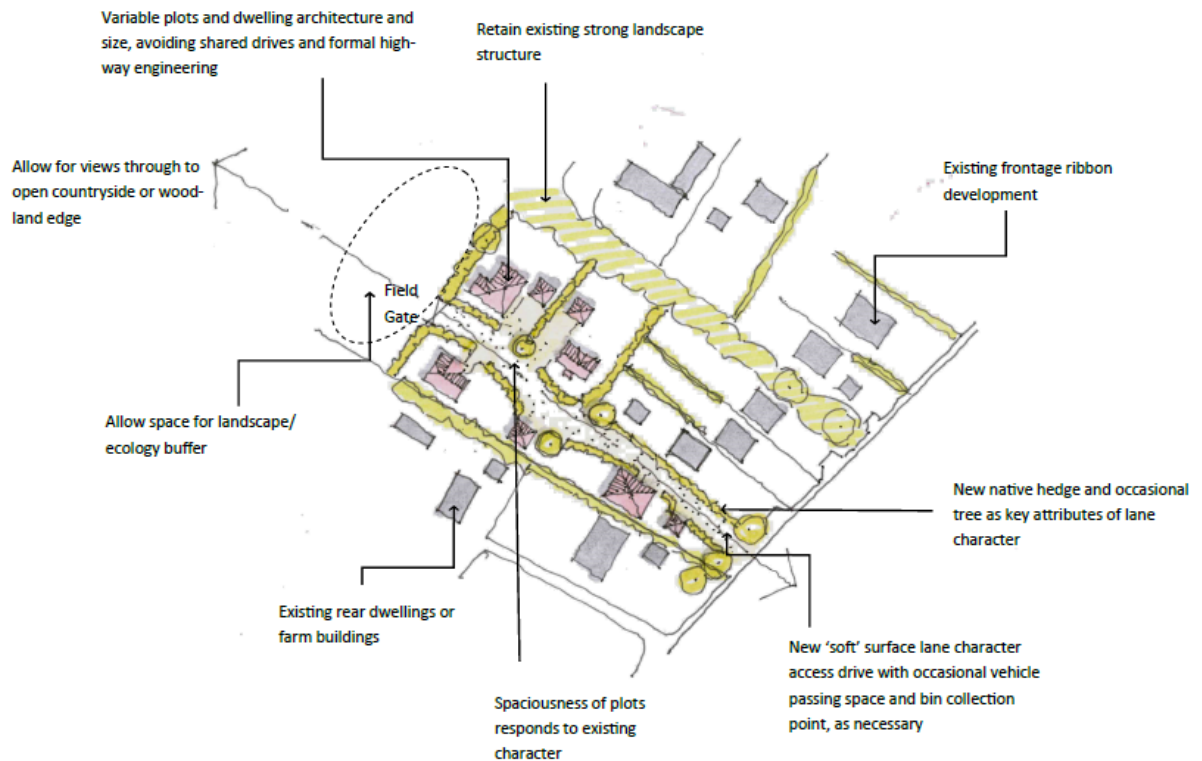 Variable plots and dwelling architecture and
size, avoiding shared drives and formal high-
way engineering
Retain existing strong landscape
structure
Allow for views through to
open countryside or wood-
land edge
Existing frontage ribbon
development
Field
Gate
Allow space for landscape/
ecology buffer
New native hedge and occasional
tree as key attributes of lane
character
Existing rear dwellings or
farm buildings
New ‘soft’ surface lane character
access drive with occasional vehicle
passing space and bin collection
point, as necessary
Spaciousness of plots
responds to existing
character